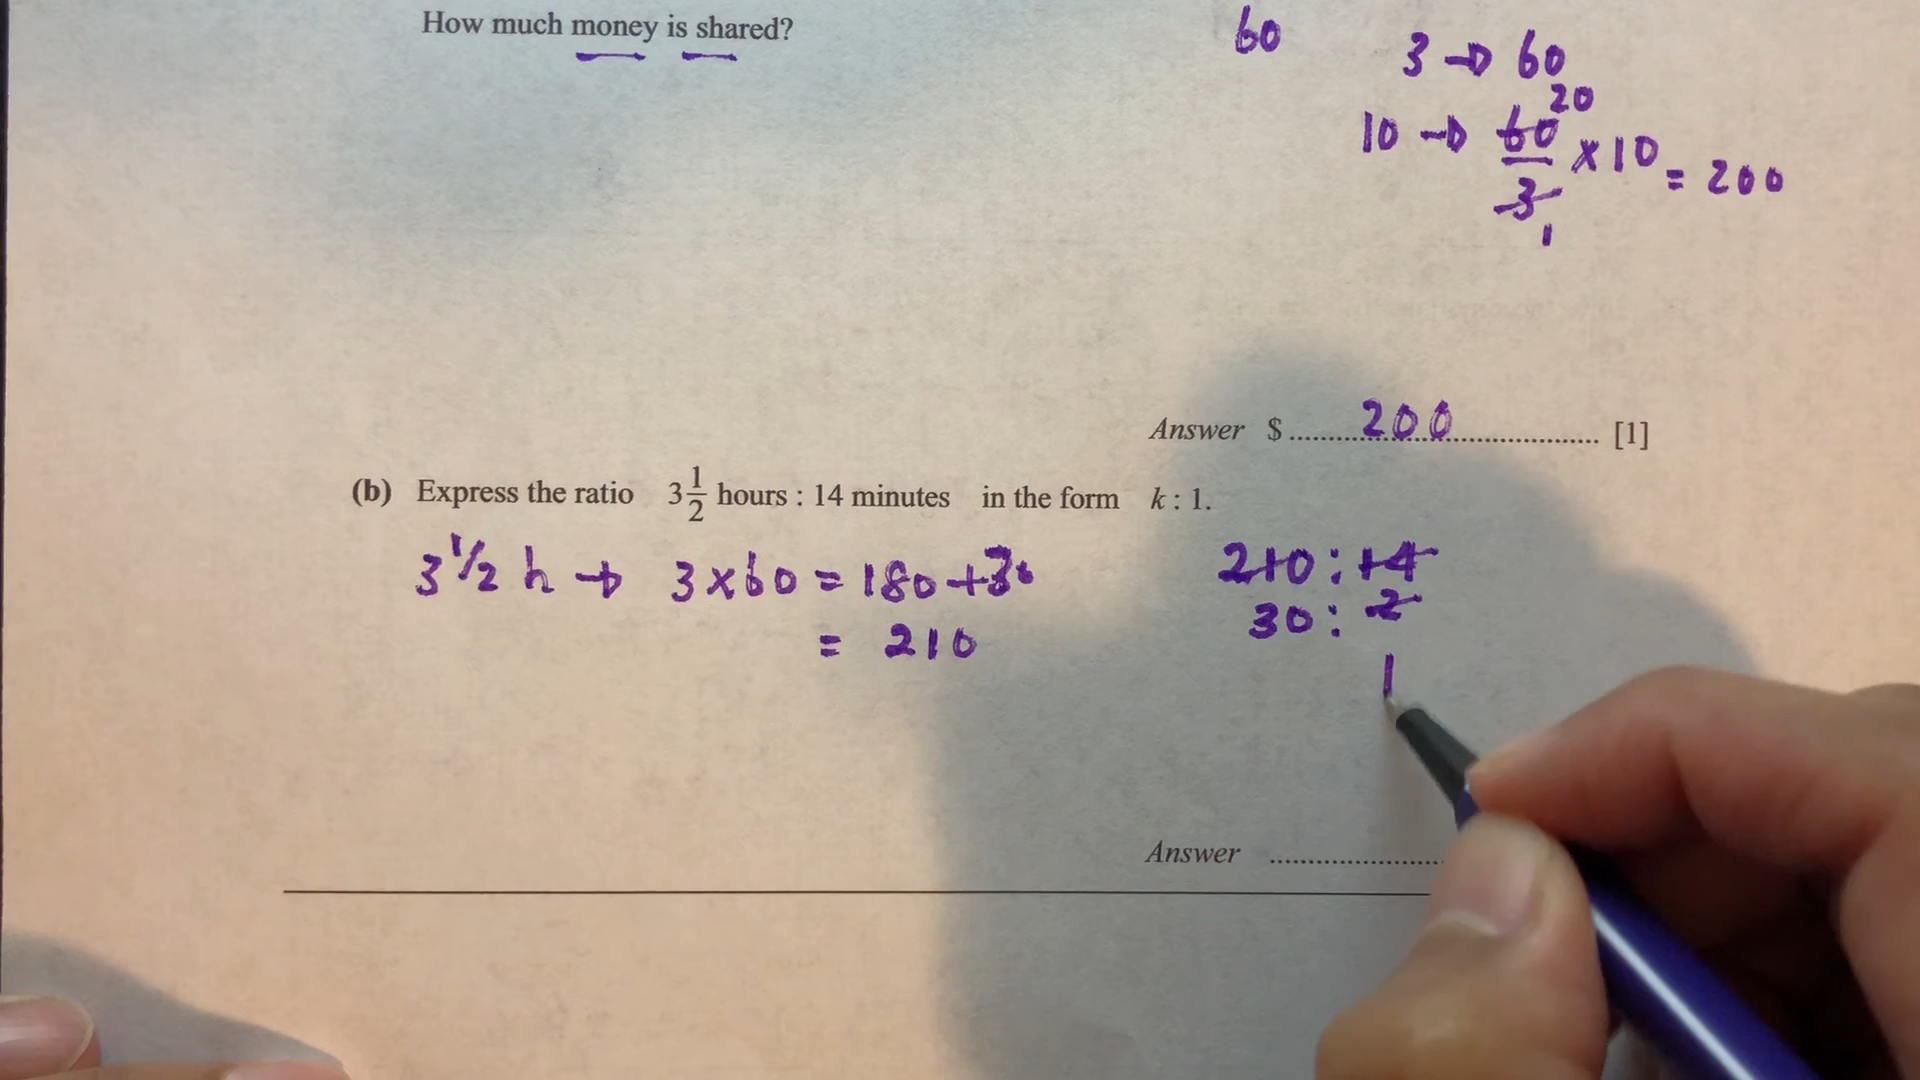 How much money is shared?
60
3 → 60
20
10 → 60/3 × 10 = 200
1
Answer $ 200 [1]
(b) Express the ratio 3 1/2 hours : 14 minutes in the form k : 1.
3 1/2 h → 3 × 60 = 180 + 30
= 210
210 : 14
30 : 2
1
Answer